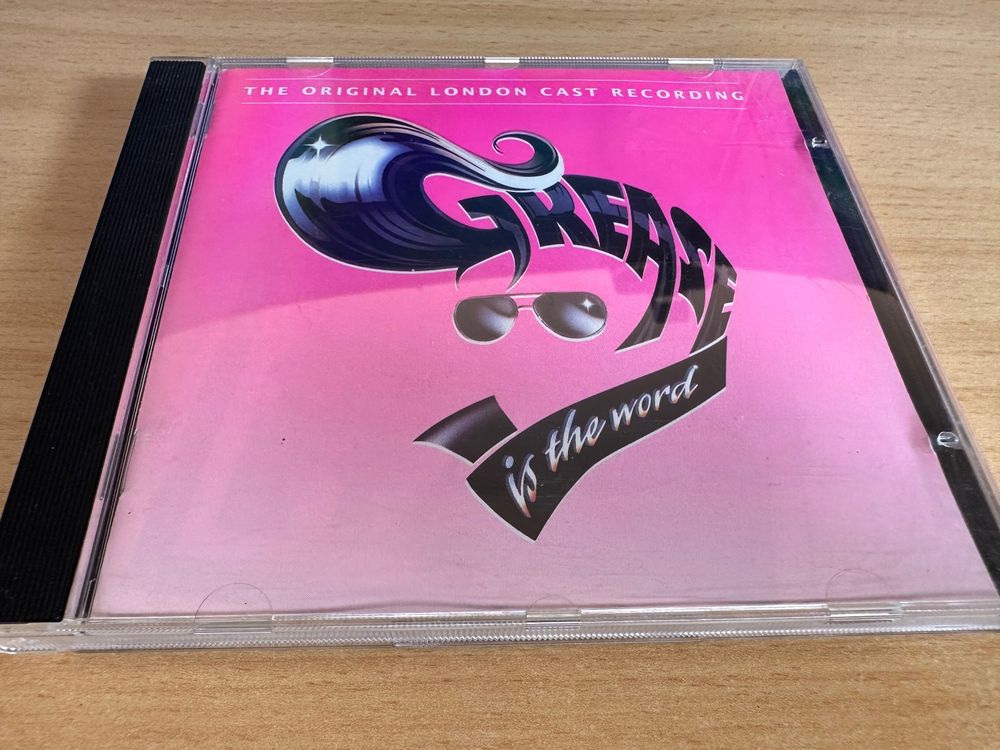 THE ORIGINAL LONDON CAST RECORDING
GREASE
is the word